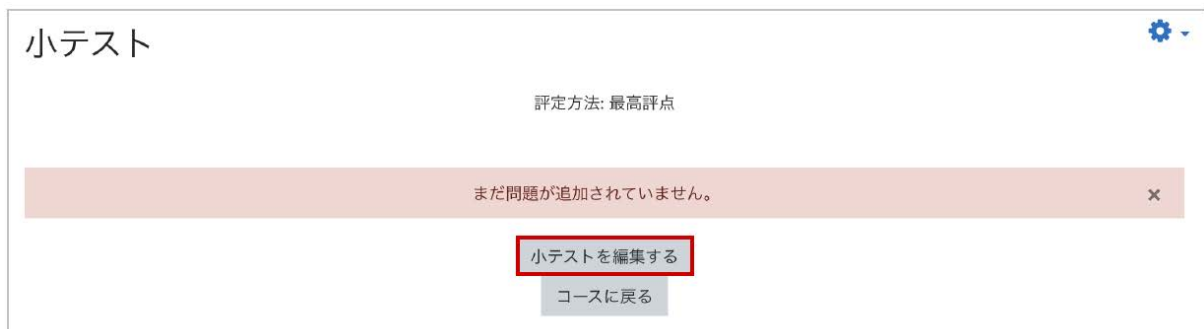 小テスト
評定方法: 最高評点
まだ問題が追加されていません。
×
小テストを編集する
コースに戻る